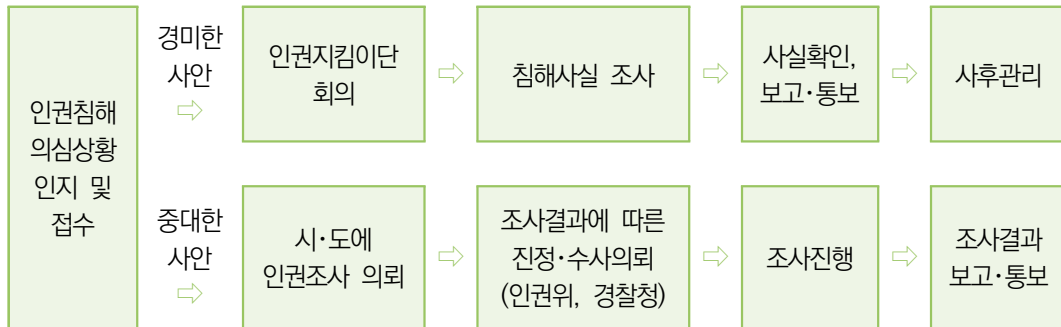 인권침해
의심상황
인지 및
접수
경미한
사안
인권지킴이단
회의
침해사실 조사
사실확인,
보고·통보
사후관리
중대한
사안
시·도에
인권조사 의뢰
조사결과에 따른
진정·수사의뢰
(인권위, 경찰청)
조사진행
조사결과
보고·통보